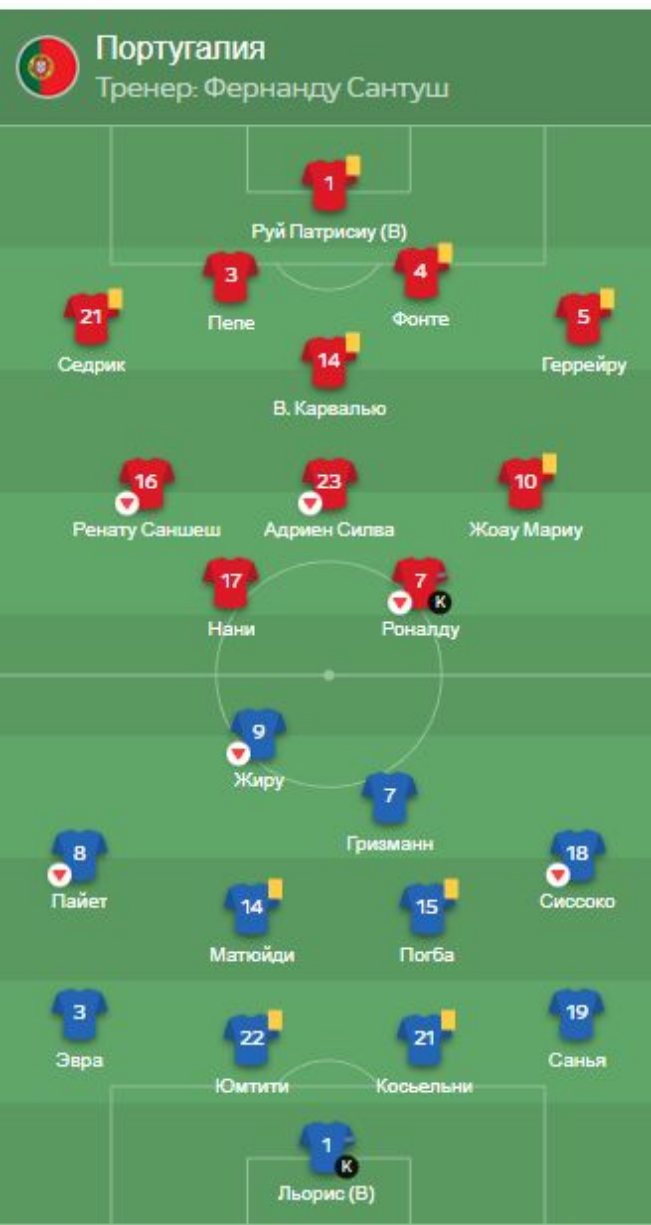 Португалия
Тренер: Фернанду Сантуш
1
Руй Патрисиу (В)
3
Пепе
4
Фонте
21
Седрик
5
Геррейру
14
В. Карвалью
16
Ренату Саншеш
23
Адриен Силва
10
Жоау Мариу
17
Нани
7
К
Роналду
9
Жиру
7
Гризманн
8
Пайет
18
Сиссоко
14
Матюйди
15
Погба
3
Эвра
19
Санья
22
Юмтити
21
Косьельни
1
К
Льорис (В)